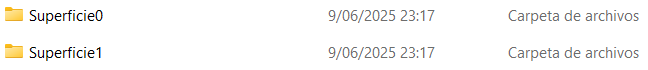 Superficie0 9/06/2025 23:17 Carpeta de archivos
Superficie1 9/06/2025 23:17 Carpeta de archivos